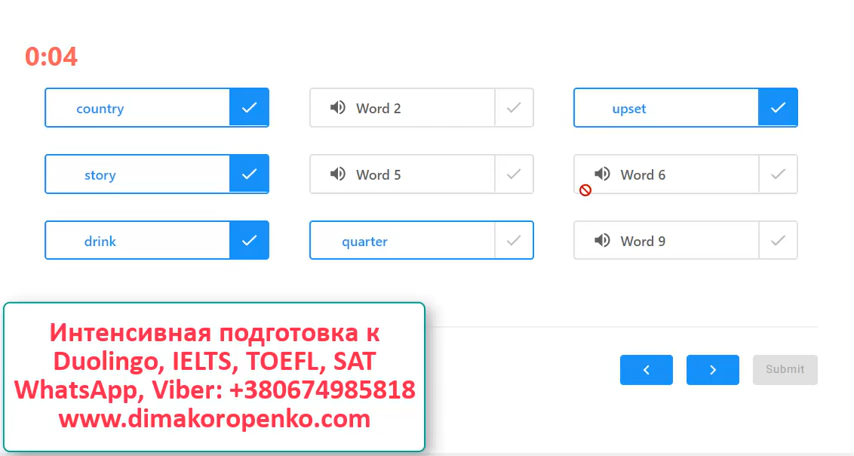 0:04
country
Word 2
upset
story
Word 5
Word 6
drink
quarter
Word 9
Интенсивная подготовка к
Duolingo, IELTS, TOEFL, SAT
WhatsApp, Viber: +380674985818
www.dimakoropenko.com
Submit